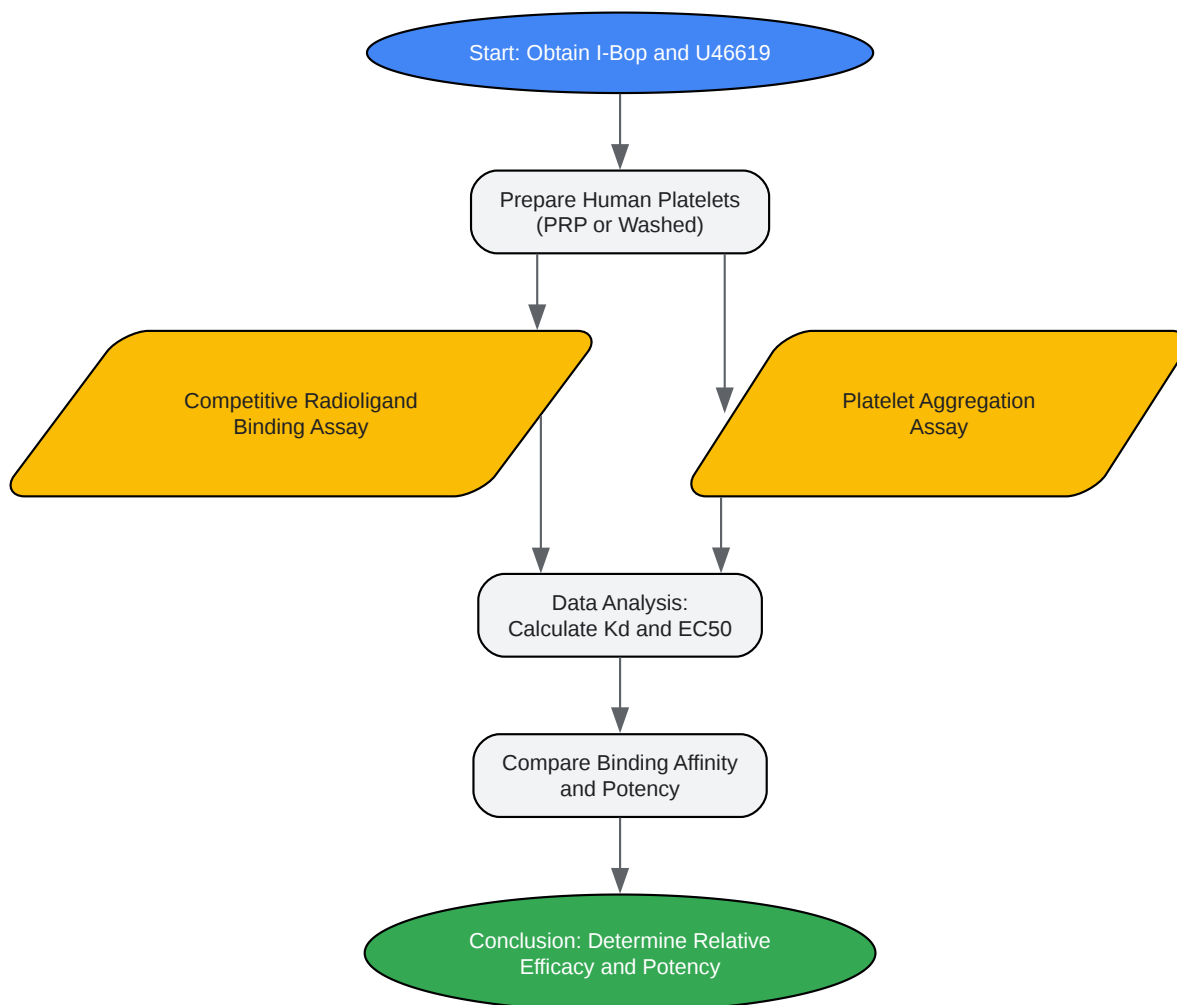 Start: Obtain I-Bop and U46619
Prepare Human Platelets
(PRP or Washed)
Competitive Radioligand
Binding Assay
Platelet Aggregation
Assay
Data Analysis:
Calculate Kd and EC50
Compare Binding Affinity
and Potency
Conclusion: Determine Relative
Efficacy and Potency